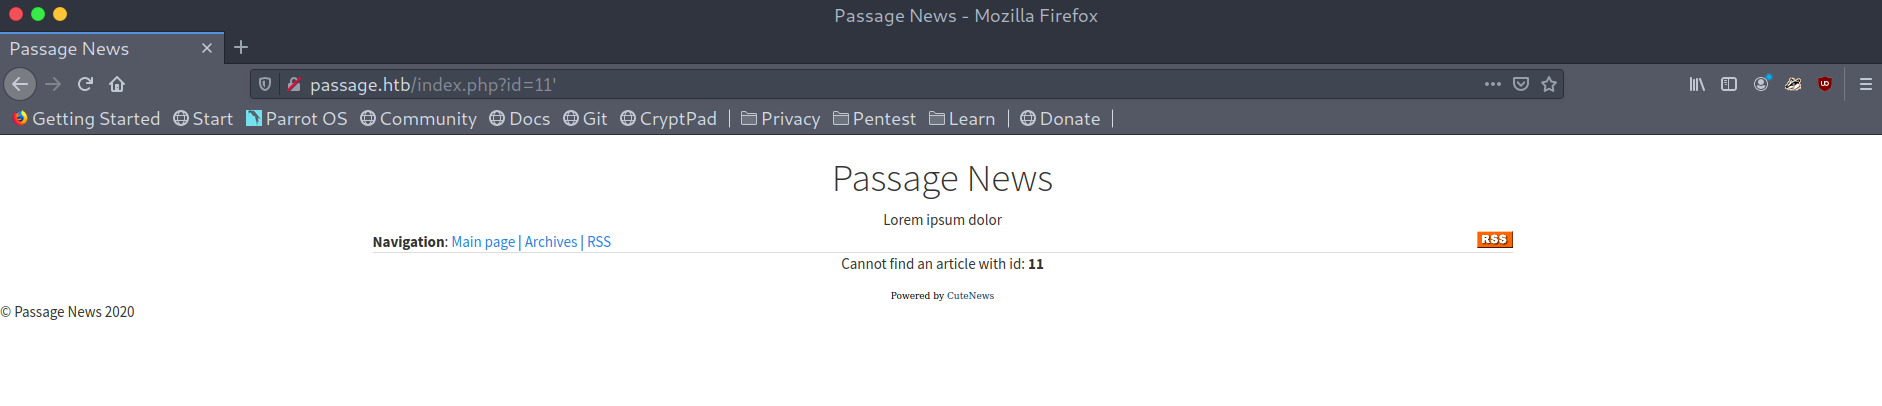 Passage News - Mozilla Firefox
Passage News
passage.htb/index.php?id=11'
Getting Started Start Parrot OS Community Docs Git CryptPad Privacy Pentest Learn Donate
Passage News
Lorem ipsum dolor
Navigation: Main page | Archives | RSS RSS
Cannot find an article with id: 11
Powered by CuteNews
© Passage News 2020